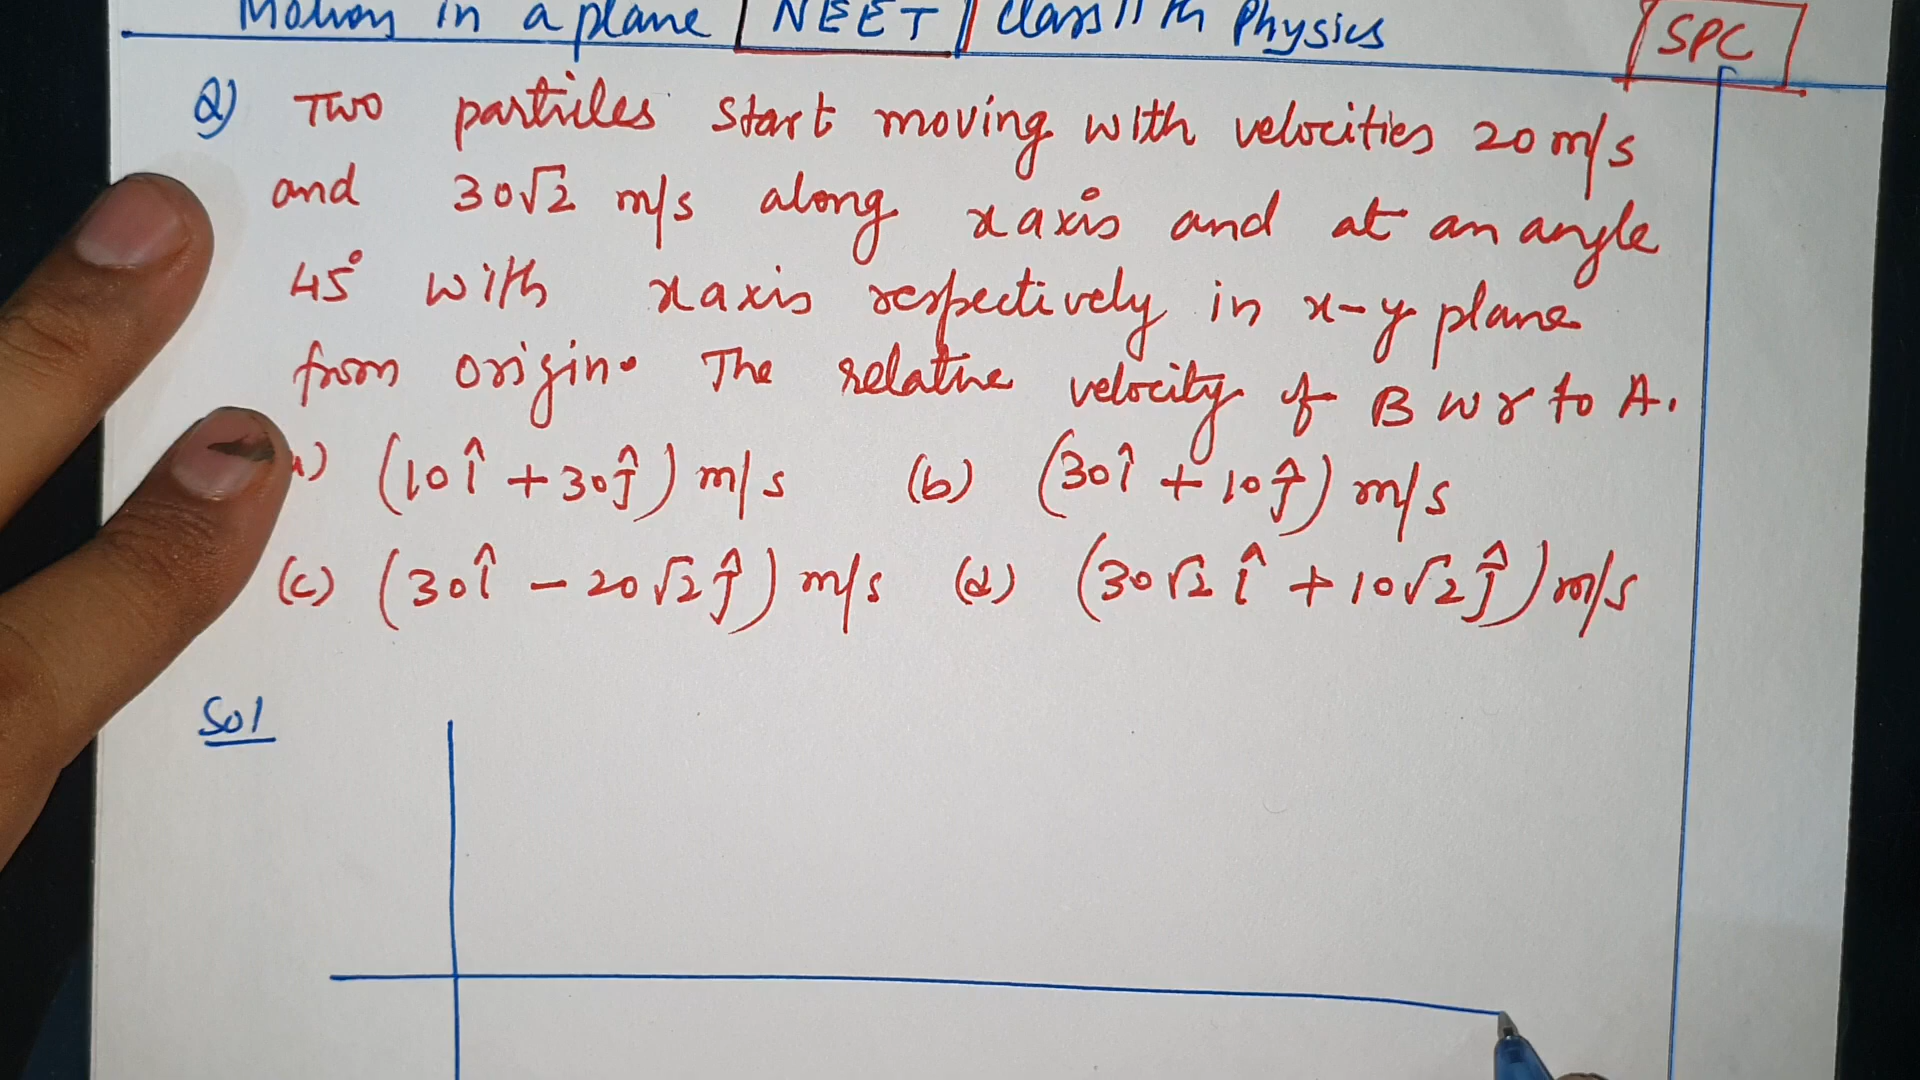 Motion in a plane | NEET | Class 11th Physics
SPC
Q) Two particles start moving with velocities 20 m/s
and 30√2 m/s along x axis and at an angle
45° with x axis respectively in x-y plane
from origin. The relative velocity of B w r to A.
(10î + 30ĵ) m/s (b) (30î + 10ĵ) m/s
(c) (30î - 20√2ĵ) m/s (d) (30√2 î + 10√2ĵ) m/s
Sol